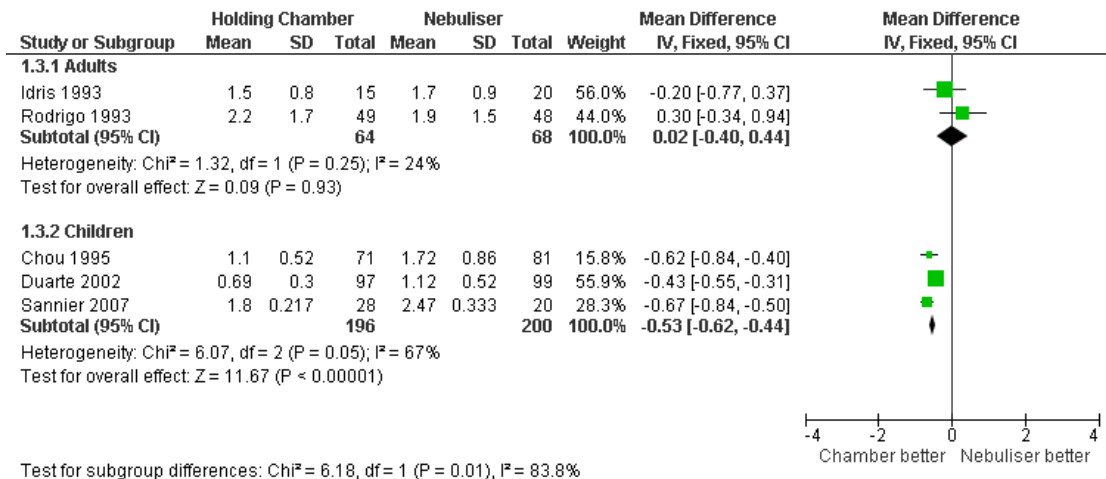 Holding Chamber Nebuliser Mean Difference Mean Difference
Study or Subgroup Mean SD Total Mean SD Total Weight IV, Fixed, 95% CI IV, Fixed, 95% CI
1.3.1 Adults
Idris 1993 1.5 0.8 15 1.7 0.9 20 56.0% -0.20 [-0.77, 0.37]
Rodrigo 1993 2.2 1.7 49 1.9 1.5 48 44.0% 0.30 [-0.34, 0.94]
Subtotal (95% CI) 64 68 100.0% 0.02 [-0.40, 0.44]
Heterogeneity: Chi² = 1.32, df = 1 (P = 0.25); I² = 24%
Test for overall effect: Z = 0.09 (P = 0.93)
1.3.2 Children
Chou 1995 1.1 0.52 71 1.72 0.86 81 15.8% -0.62 [-0.84, -0.40]
Duarte 2002 0.69 0.3 97 1.12 0.52 99 55.9% -0.43 [-0.55, -0.31]
Sannier 2007 1.8 0.217 28 2.47 0.333 20 28.3% -0.67 [-0.84, -0.50]
Subtotal (95% CI) 196 200 100.0% -0.53 [-0.62, -0.44]
Heterogeneity: Chi² = 6.07, df = 2 (P = 0.05); I² = 67%
Test for overall effect: Z = 11.67 (P < 0.00001)
-4 -2 0 2 4
Chamber better Nebuliser better
Test for subgroup differences: Chi² = 6.18, df = 1 (P = 0.01), I² = 83.8%